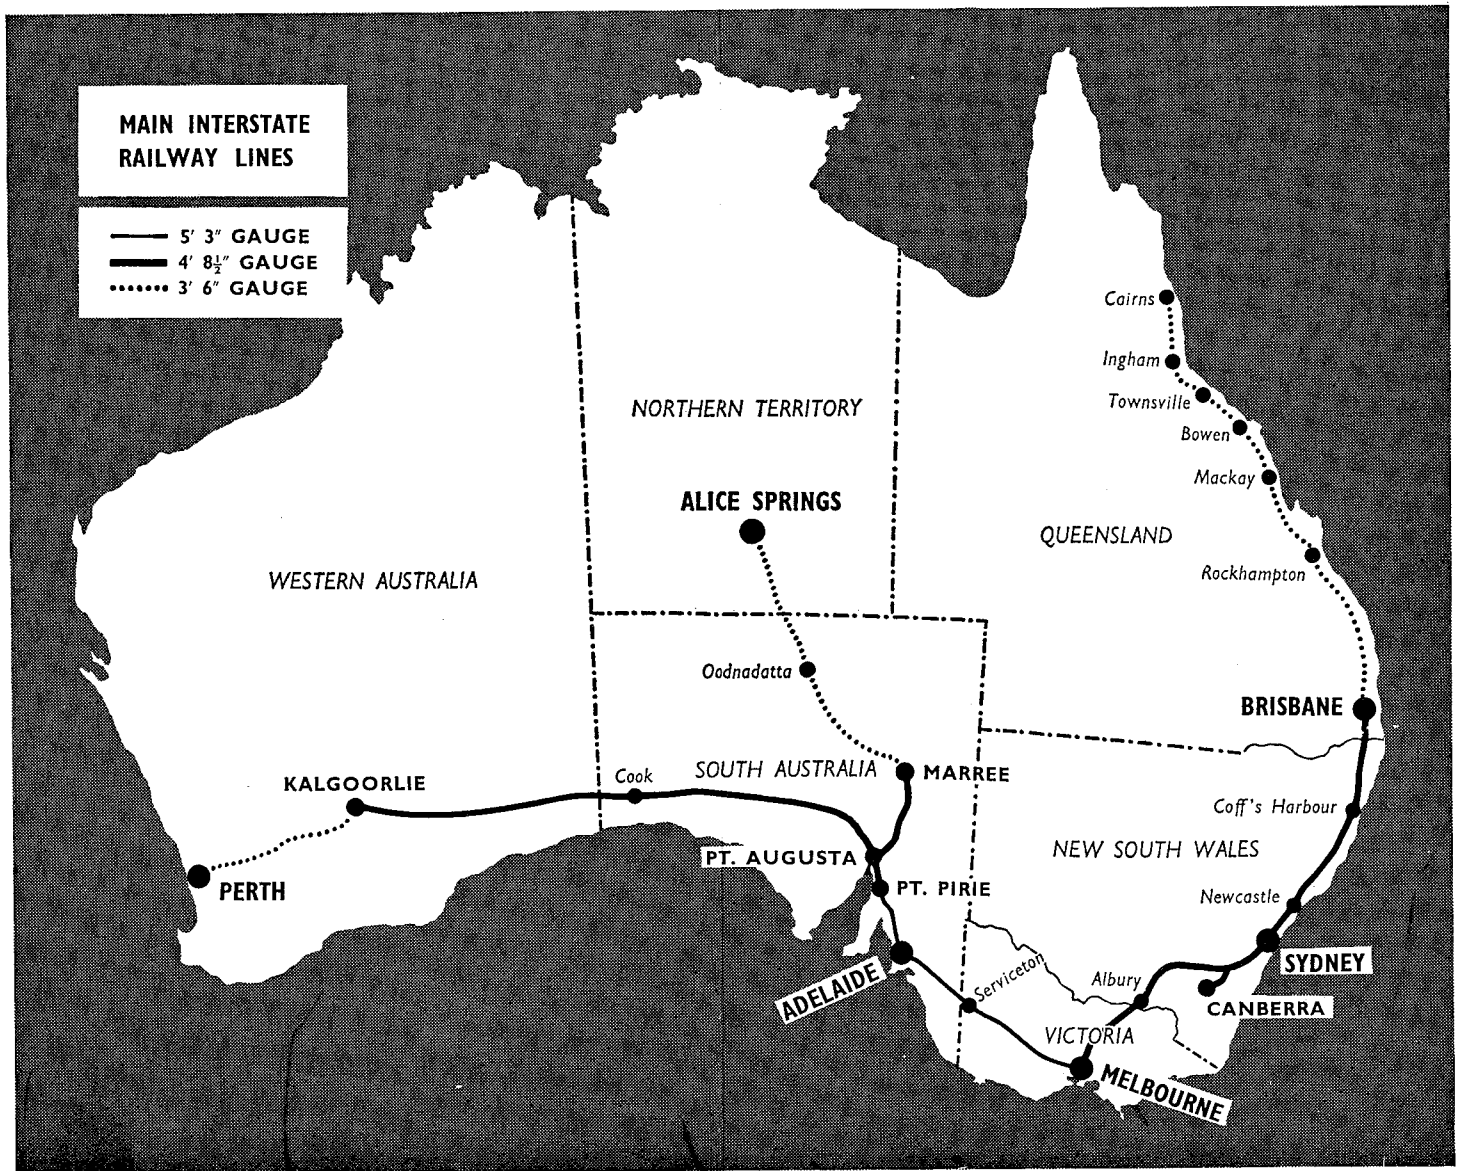 MAIN INTERSTATE
RAILWAY LINES
5' 3" GAUGE
4' 8½" GAUGE
3' 6" GAUGE
Cairns
Ingham
Townsville
Bowen
Mackay
Rockhampton
NORTHERN TERRITORY
ALICE SPRINGS
QUEENSLAND
WESTERN AUSTRALIA
Oodnadatta
BRISBANE
KALGOORLIE
Cook
SOUTH AUSTRALIA
MARREE
Coff's Harbour
PT. AUGUSTA
NEW SOUTH WALES
PERTH
PT. PIRIE
Newcastle
ADELAIDE
Serviceton
Albury
SYDNEY
CANBERRA
VICTORIA
MELBOURNE